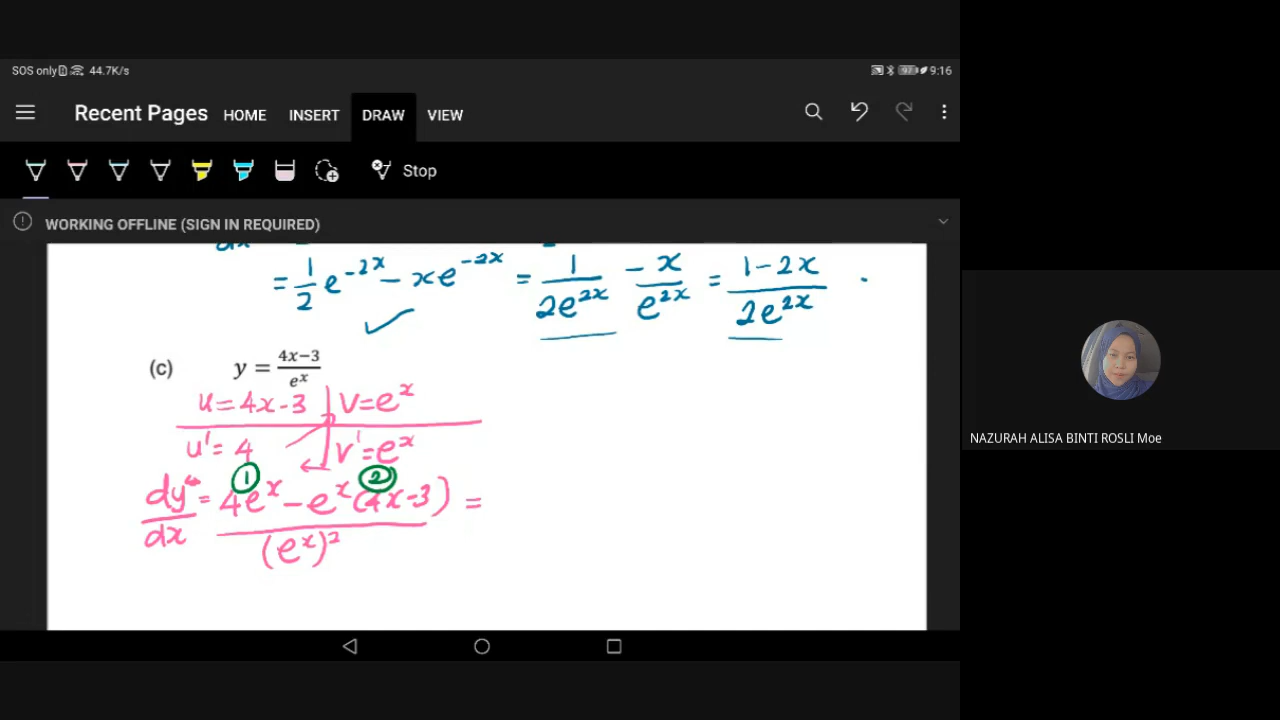 SOS only 44.7K/s 97 9:16
Recent Pages HOME INSERT DRAW VIEW
Stop
WORKING OFFLINE (SIGN IN REQUIRED)
= 1/2 e^-2x - xe^-2x = 1/2e^2x - x/e^2x = 1-2x/2e^2x .
(c) y = 4x−3/e^x
u = 4x-3 | v = e^x
u' = 4 v' = e^x
1 2
dy/dx = 4e^x - e^x (4x-3) / (e^x)^2 =
NAZURAH ALISA BINTI ROSLI Moe